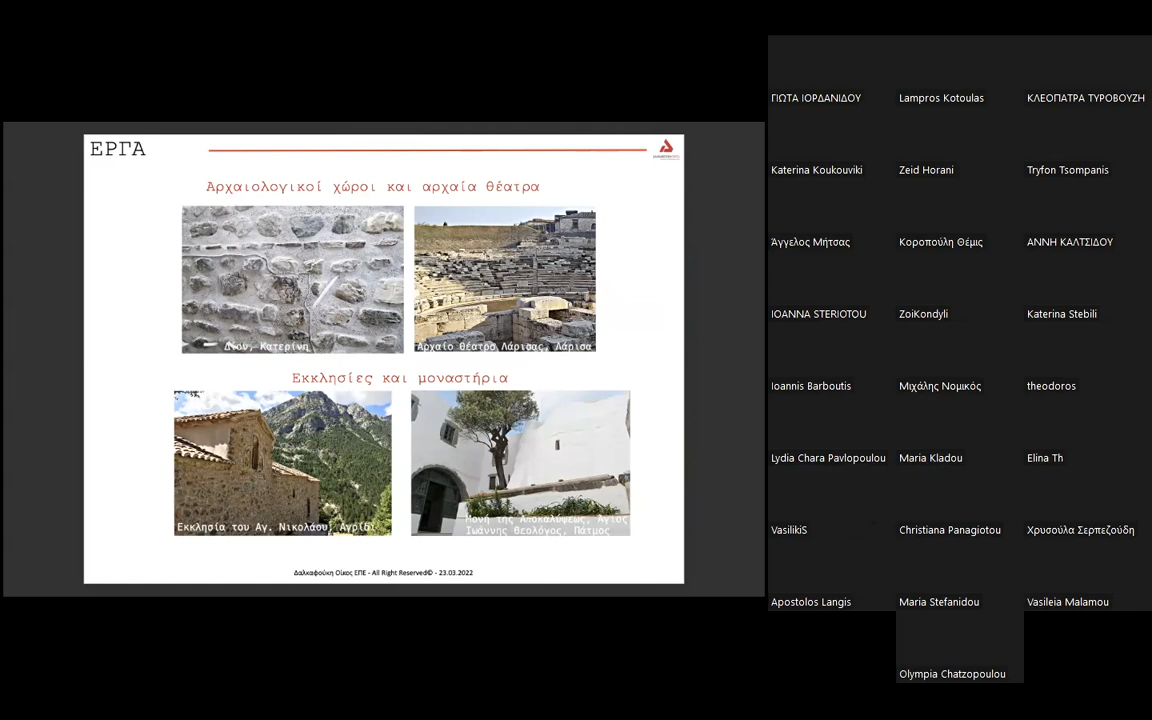 ΕΡΓΑ
Αρχαιολογικοί χώροι και αρχαία θέατρα
Δίον, Κατερίνη
Αρχαίο Θέατρο Λάρισας, Λάρισα
Εκκλησίες και μοναστήρια
Εκκλησία του Αγ. Νικολάου, Αγρίδι
Μονή της Αποκαλύψεως, Άγιος
Ιωάννης Θεολόγος, Πάτμος
Δαλκαφούκη Οίκος ΕΠΕ - All Right Reserved© - 23.03.2022
ΓΙΩΤΑ ΙΟΡΔΑΝΙΔΟΥ
Lampros Kotoulas
ΚΛΕΟΠΑΤΡΑ ΤΥΡΟΒΟΥΖΗ
Katerina Koukouviki
Zeid Horani
Tryfon Tsompanis
Άγγελος Μήτσας
Κοροπούλη Θέμις
ΑΝΝΗ ΚΑΛΤΣΙΔΟΥ
IOANNA STERIOTOU
ZoiKondyli
Katerina Stebili
Ioannis Barboutis
Μιχάλης Νομικός
theodoros
Lydia Chara Pavlopoulou
Maria Kladou
Elina Th
VasilikiS
Christiana Panagiotou
Χρυσούλα Σερπεζούδη
Apostolos Langis
Maria Stefanidou
Vasileia Malamou
Olympia Chatzopoulou